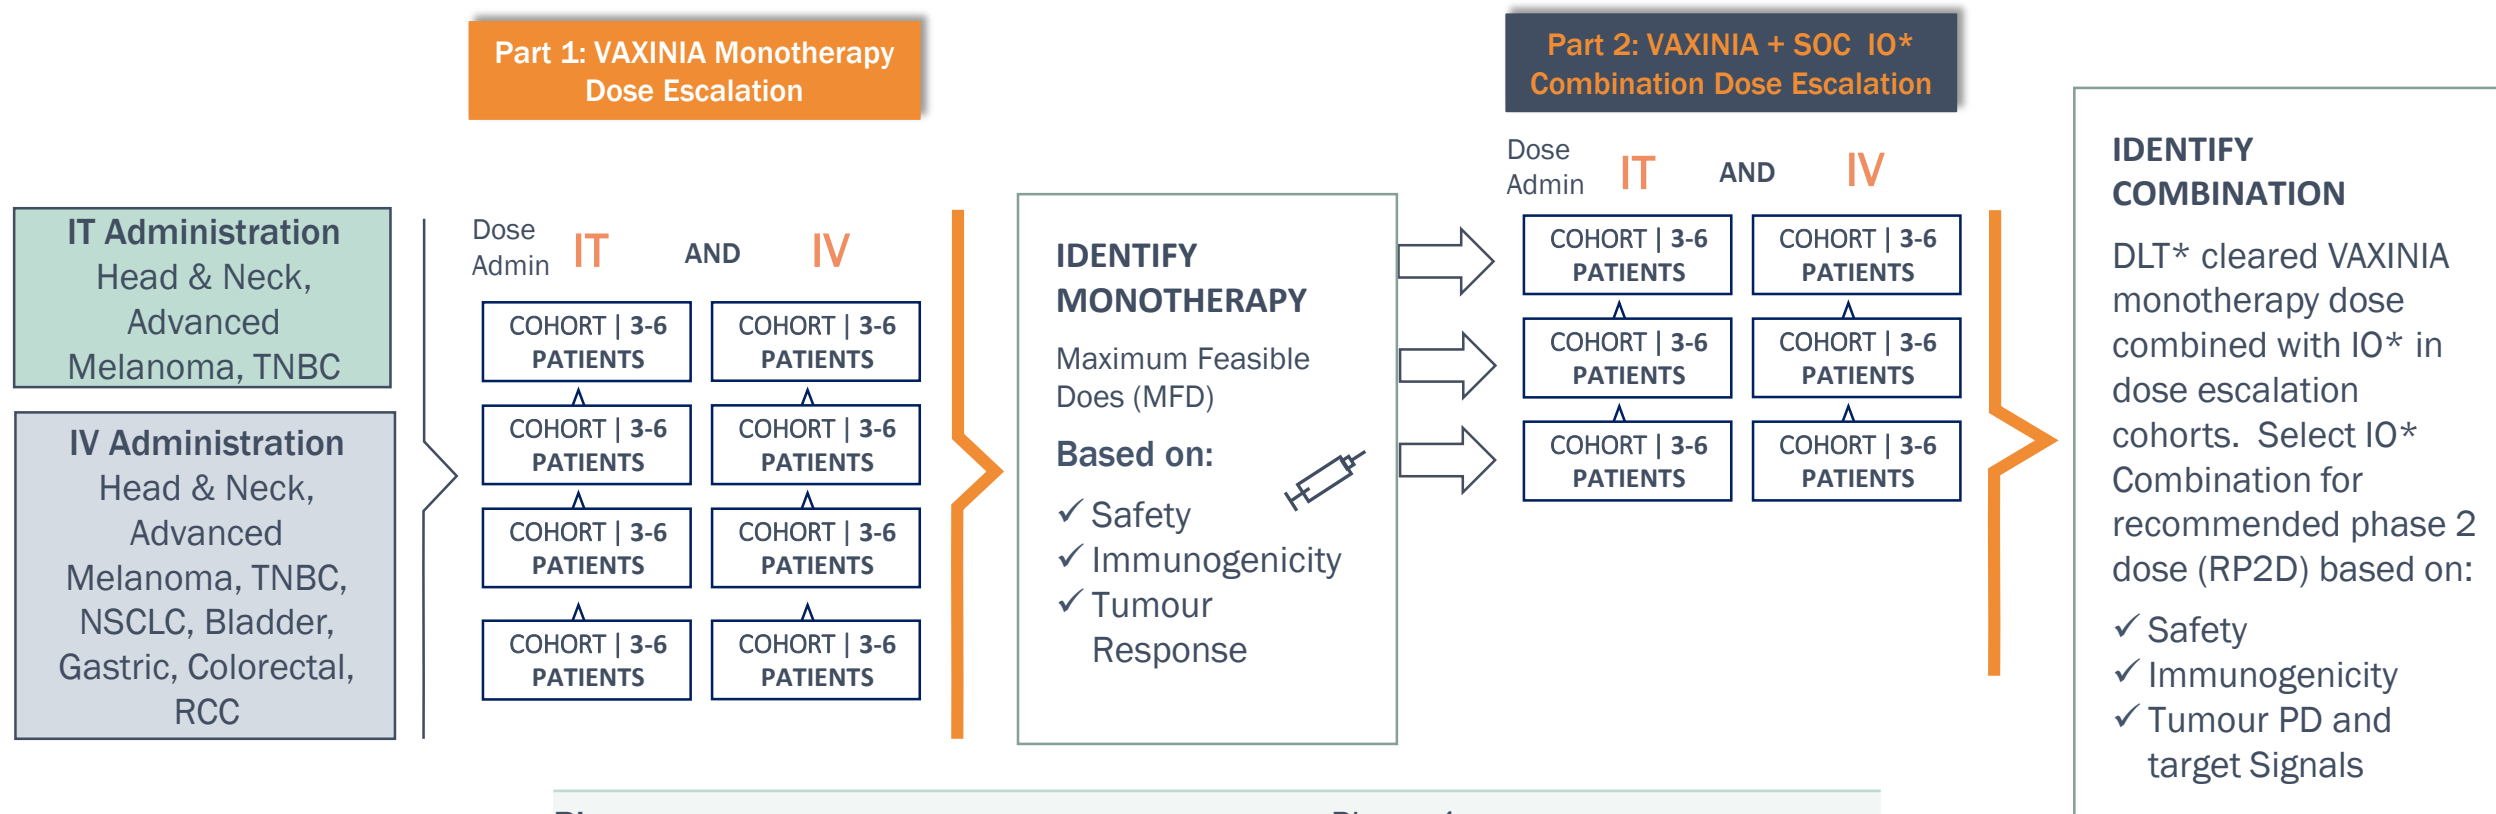 Part 1: VAXINIA Monotherapy
Dose Escalation
Part 2: VAXINIA + SOC IO*
Combination Dose Escalation
IT Administration
Head & Neck,
Advanced
Melanoma, TNBC
IV Administration
Head & Neck,
Advanced
Melanoma, TNBC,
NSCLC, Bladder,
Gastric, Colorectal,
RCC
Dose
Admin
IT AND IV
COHORT | 3-6
PATIENTS
COHORT | 3-6
PATIENTS
COHORT | 3-6
PATIENTS
COHORT | 3-6
PATIENTS
COHORT | 3-6
PATIENTS
COHORT | 3-6
PATIENTS
COHORT | 3-6
PATIENTS
COHORT | 3-6
PATIENTS
IDENTIFY
MONOTHERAPY
Maximum Feasible
Does (MFD)
Based on:
✓ Safety
✓ Immunogenicity
✓ Tumour
Response
Dose
Admin
IT AND IV
COHORT | 3-6
PATIENTS
COHORT | 3-6
PATIENTS
COHORT | 3-6
PATIENTS
COHORT | 3-6
PATIENTS
COHORT | 3-6
PATIENTS
COHORT | 3-6
PATIENTS
IDENTIFY
COMBINATION
DLT* cleared VAXINIA
monotherapy dose
combined with IO* in
dose escalation
cohorts. Select IO*
Combination for
recommended phase 2
dose (RP2D) based on:
✓ Safety
✓ Immunogenicity
✓ Tumour PD and
target Signals